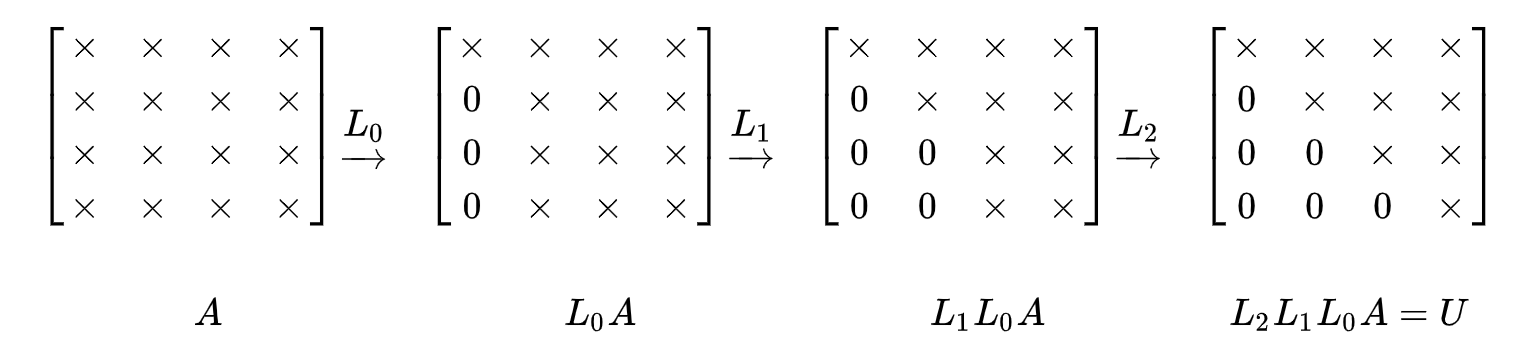 × × × × × × × × × × × × × × × ×
× × × × L₀ 0 × × × L₁ 0 × × × L₂ 0 × × ×
× × × × → 0 × × × → 0 0 × × → 0 0 × ×
× × × × 0 × × × 0 0 × × 0 0 0 ×
A L₀A L₁L₀A L₂L₁L₀A = U